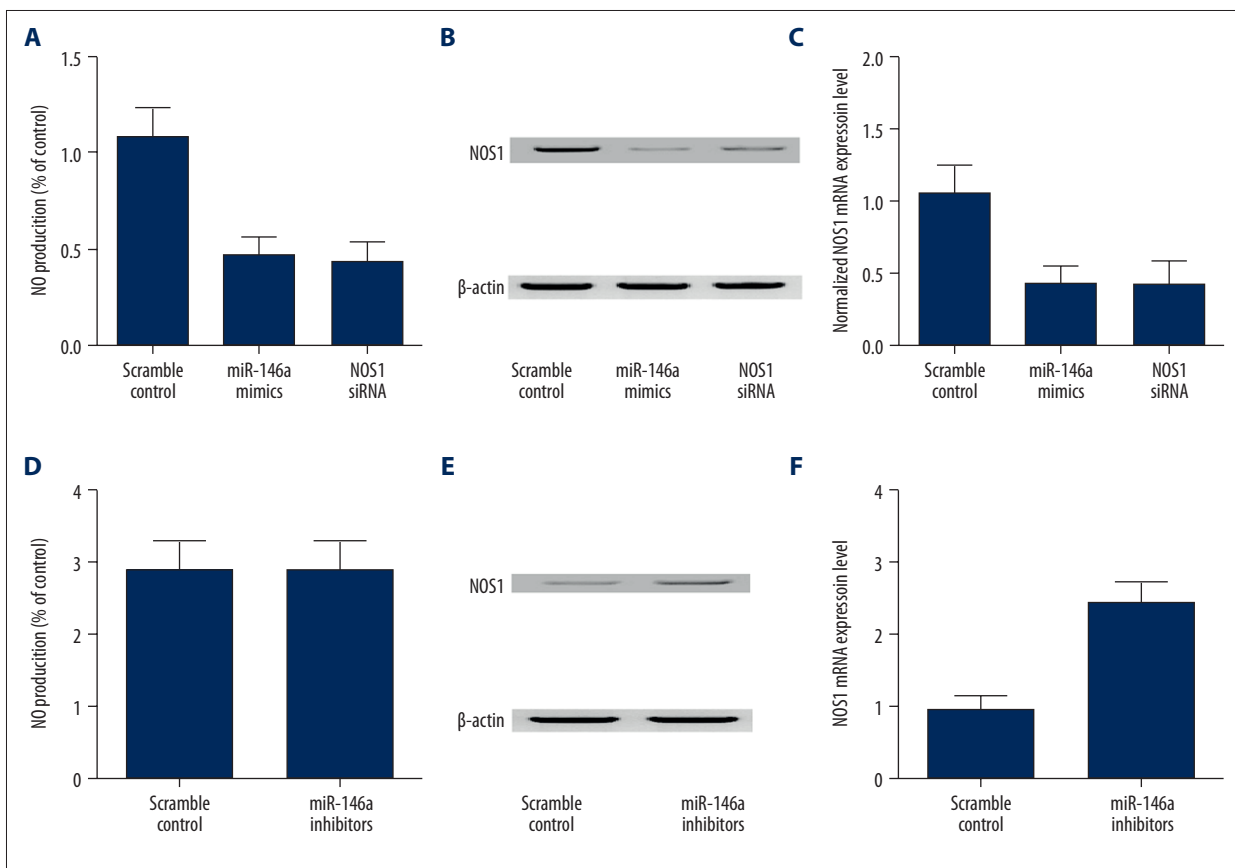 A
NO producition (% of control)
1.5
1.0
0.5
0.0
Scramble
control
miR-146a
mimics
NOS1
siRNA
B
NOS1
β-actin
Scramble
control
miR-146a
mimics
NOS1
siRNA
C
Normalized NOS1 mRNA expressoin level
2.0
1.5
1.0
0.5
0.0
Scramble
control
miR-146a
mimics
NOS1
siRNA
D
NO producition (% of control)
4
3
2
1
0
Scramble
control
miR-146a
inhibitors
E
NOS1
β-actin
Scramble
control
miR-146a
inhibitors
F
NOS1 mRNA expressoin level
4
3
2
1
0
Scramble
control
miR-146a
inhibitors